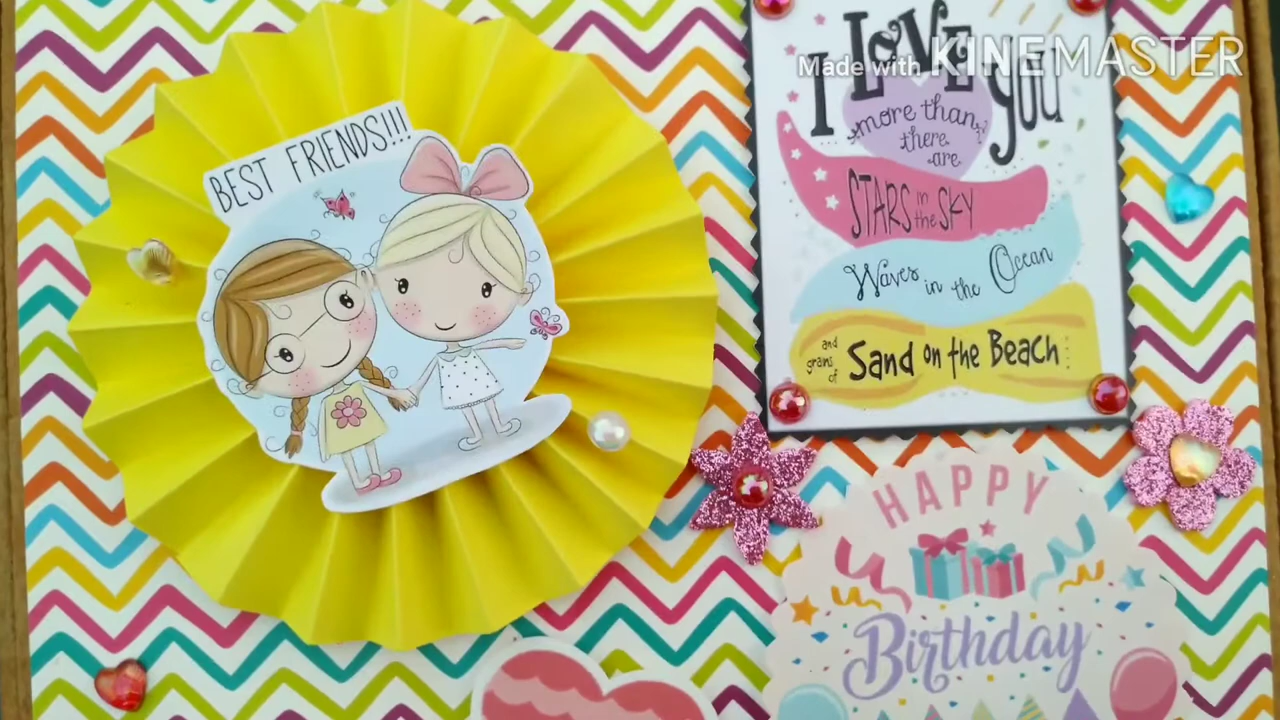 BEST FRIENDS!!!
I LOVE you
more than
there
are
STARS in the SKY
Waves in the Ocean
and grains of Sand on the Beach
Made with KINEMASTER
HAPPY
Birthday